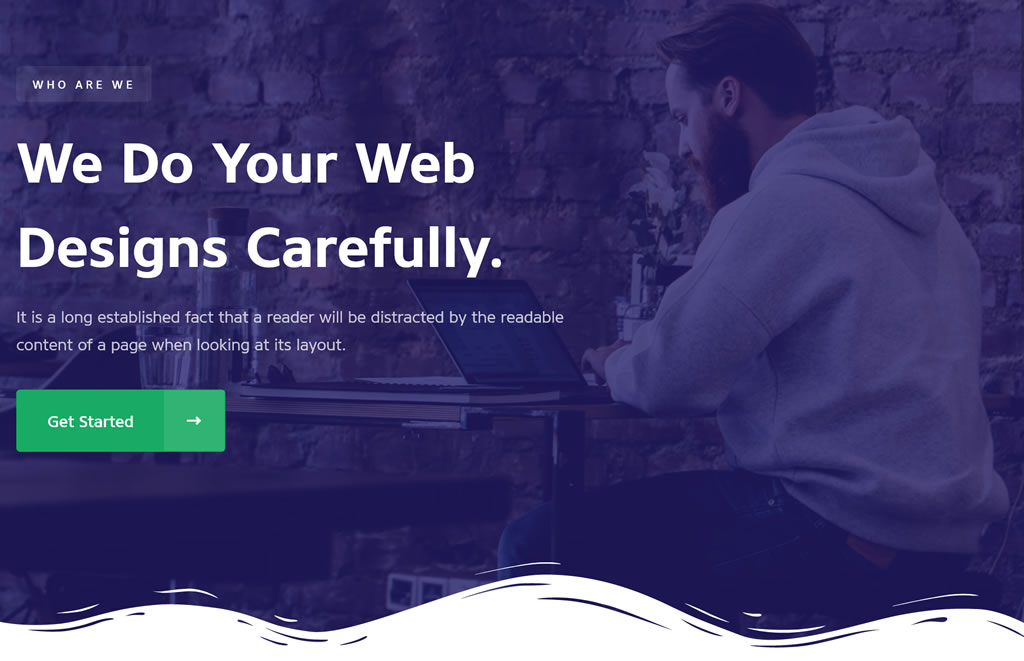 WHO ARE WE
We Do Your Web
Designs Carefully.
It is a long established fact that a reader will be distracted by the readable
content of a page when looking at its layout.
Get Started →